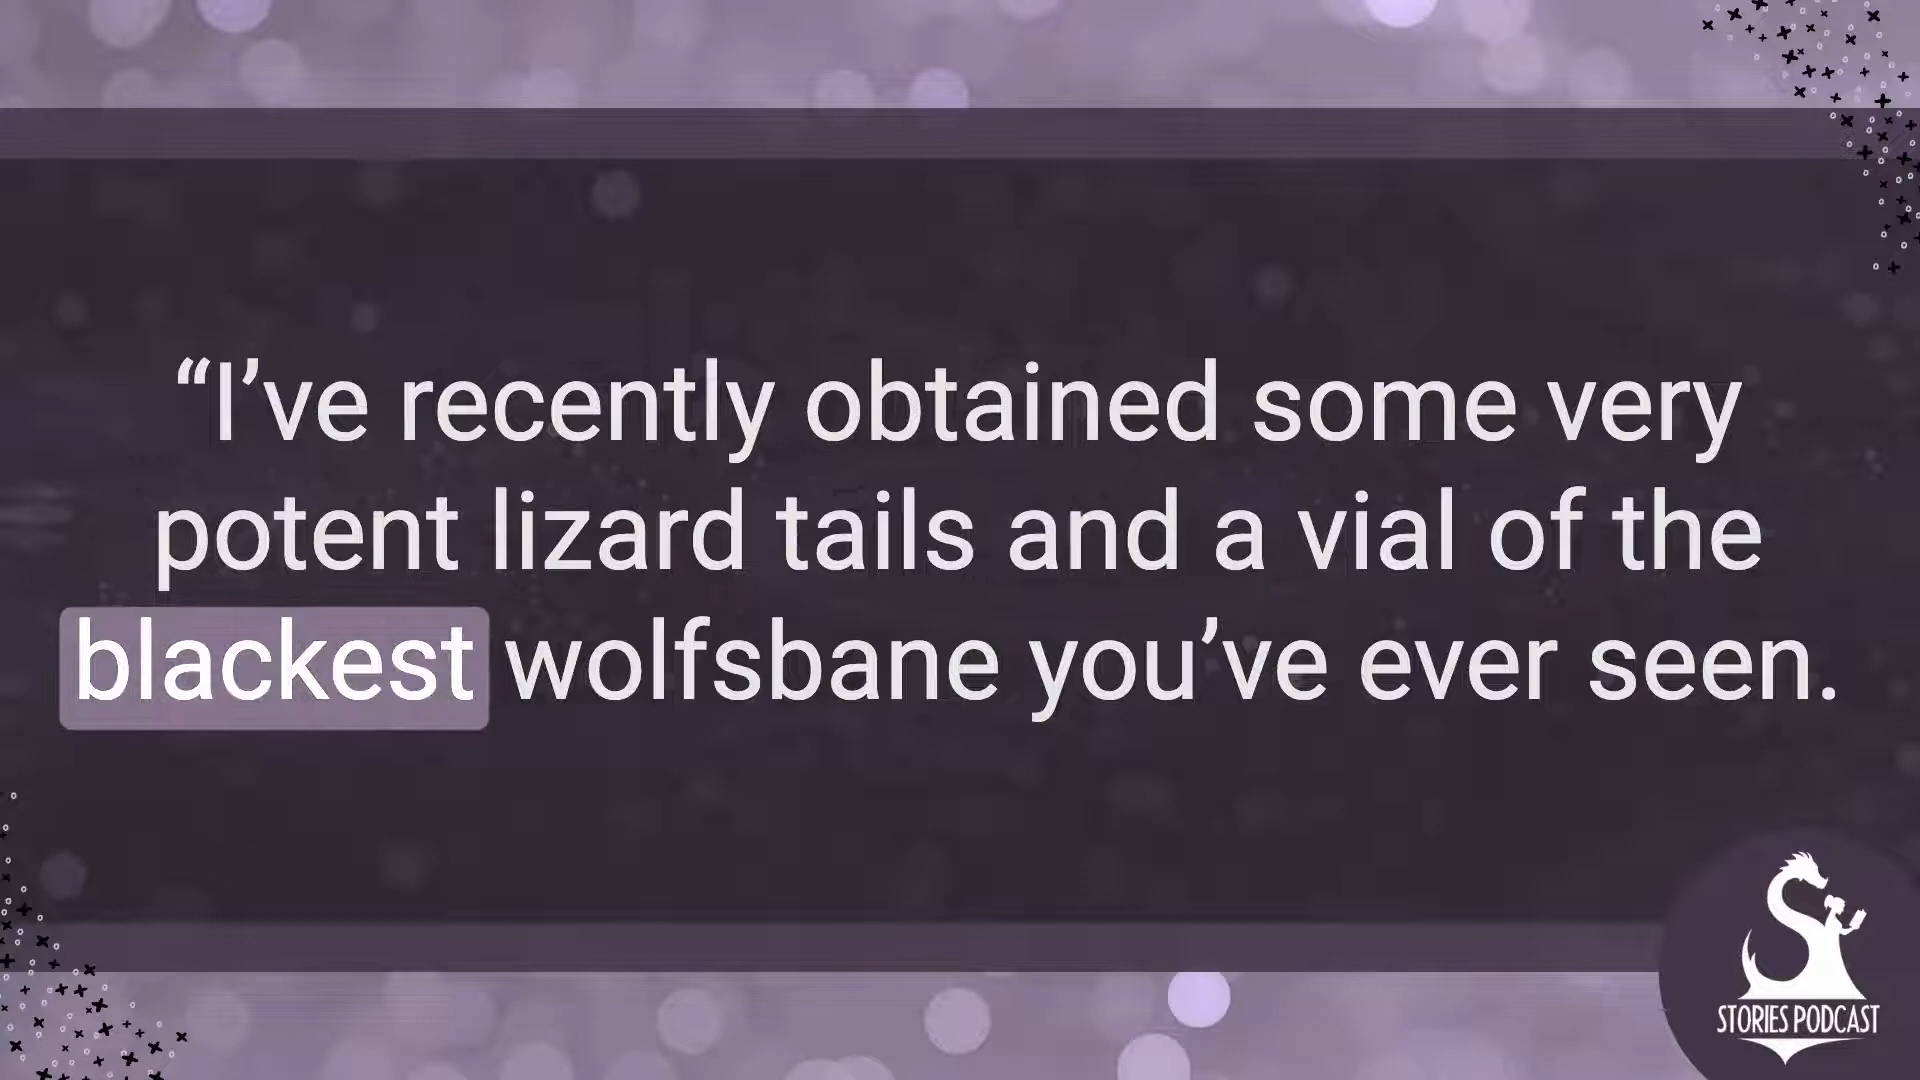 “I’ve recently obtained some very
potent lizard tails and a vial of the
blackest wolfsbane you’ve ever seen.
STORIES PODCAST